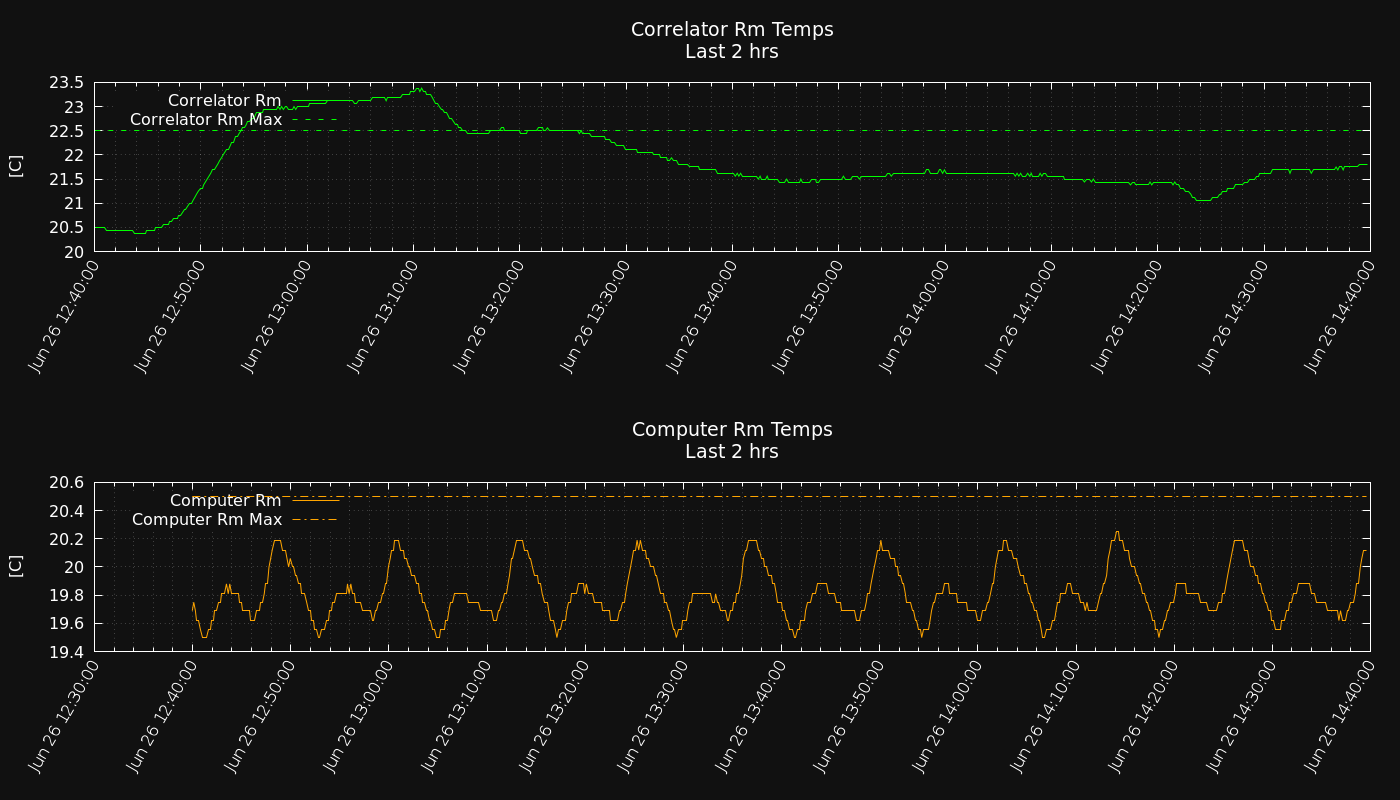 Correlator Rm Temps
Last 2 hrs
[C]
23.5
23
22.5
22
21.5
21
20.5
20
Correlator Rm
Correlator Rm Max
Jun 26 12:40:00
Jun 26 12:50:00
Jun 26 13:00:00
Jun 26 13:10:00
Jun 26 13:20:00
Jun 26 13:30:00
Jun 26 13:40:00
Jun 26 13:50:00
Jun 26 14:00:00
Jun 26 14:10:00
Jun 26 14:20:00
Jun 26 14:30:00
Jun 26 14:40:00
Computer Rm Temps
Last 2 hrs
[C]
20.6
20.4
20.2
20
19.8
19.6
19.4
Computer Rm
Computer Rm Max
Jun 26 12:30:00
Jun 26 12:40:00
Jun 26 12:50:00
Jun 26 13:00:00
Jun 26 13:10:00
Jun 26 13:20:00
Jun 26 13:30:00
Jun 26 13:40:00
Jun 26 13:50:00
Jun 26 14:00:00
Jun 26 14:10:00
Jun 26 14:20:00
Jun 26 14:30:00
Jun 26 14:40:00